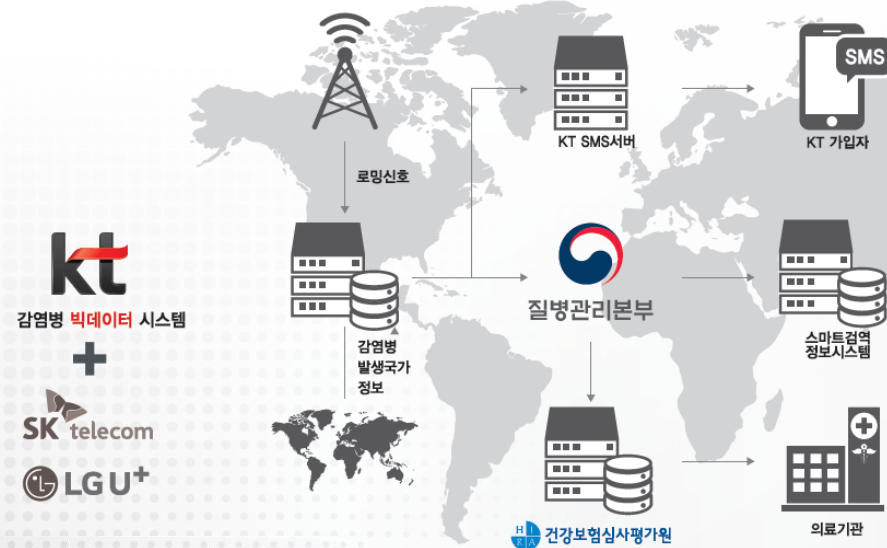 SMS
KT SMS서버
KT 가입자
로밍신호
kt
감염병 빅데이터 시스템
+
SK telecom
LG U+
감염병
발생국가
정보
질병관리본부
스마트검역
정보시스템
H I
R A
건강보험심사평가원
의료기관